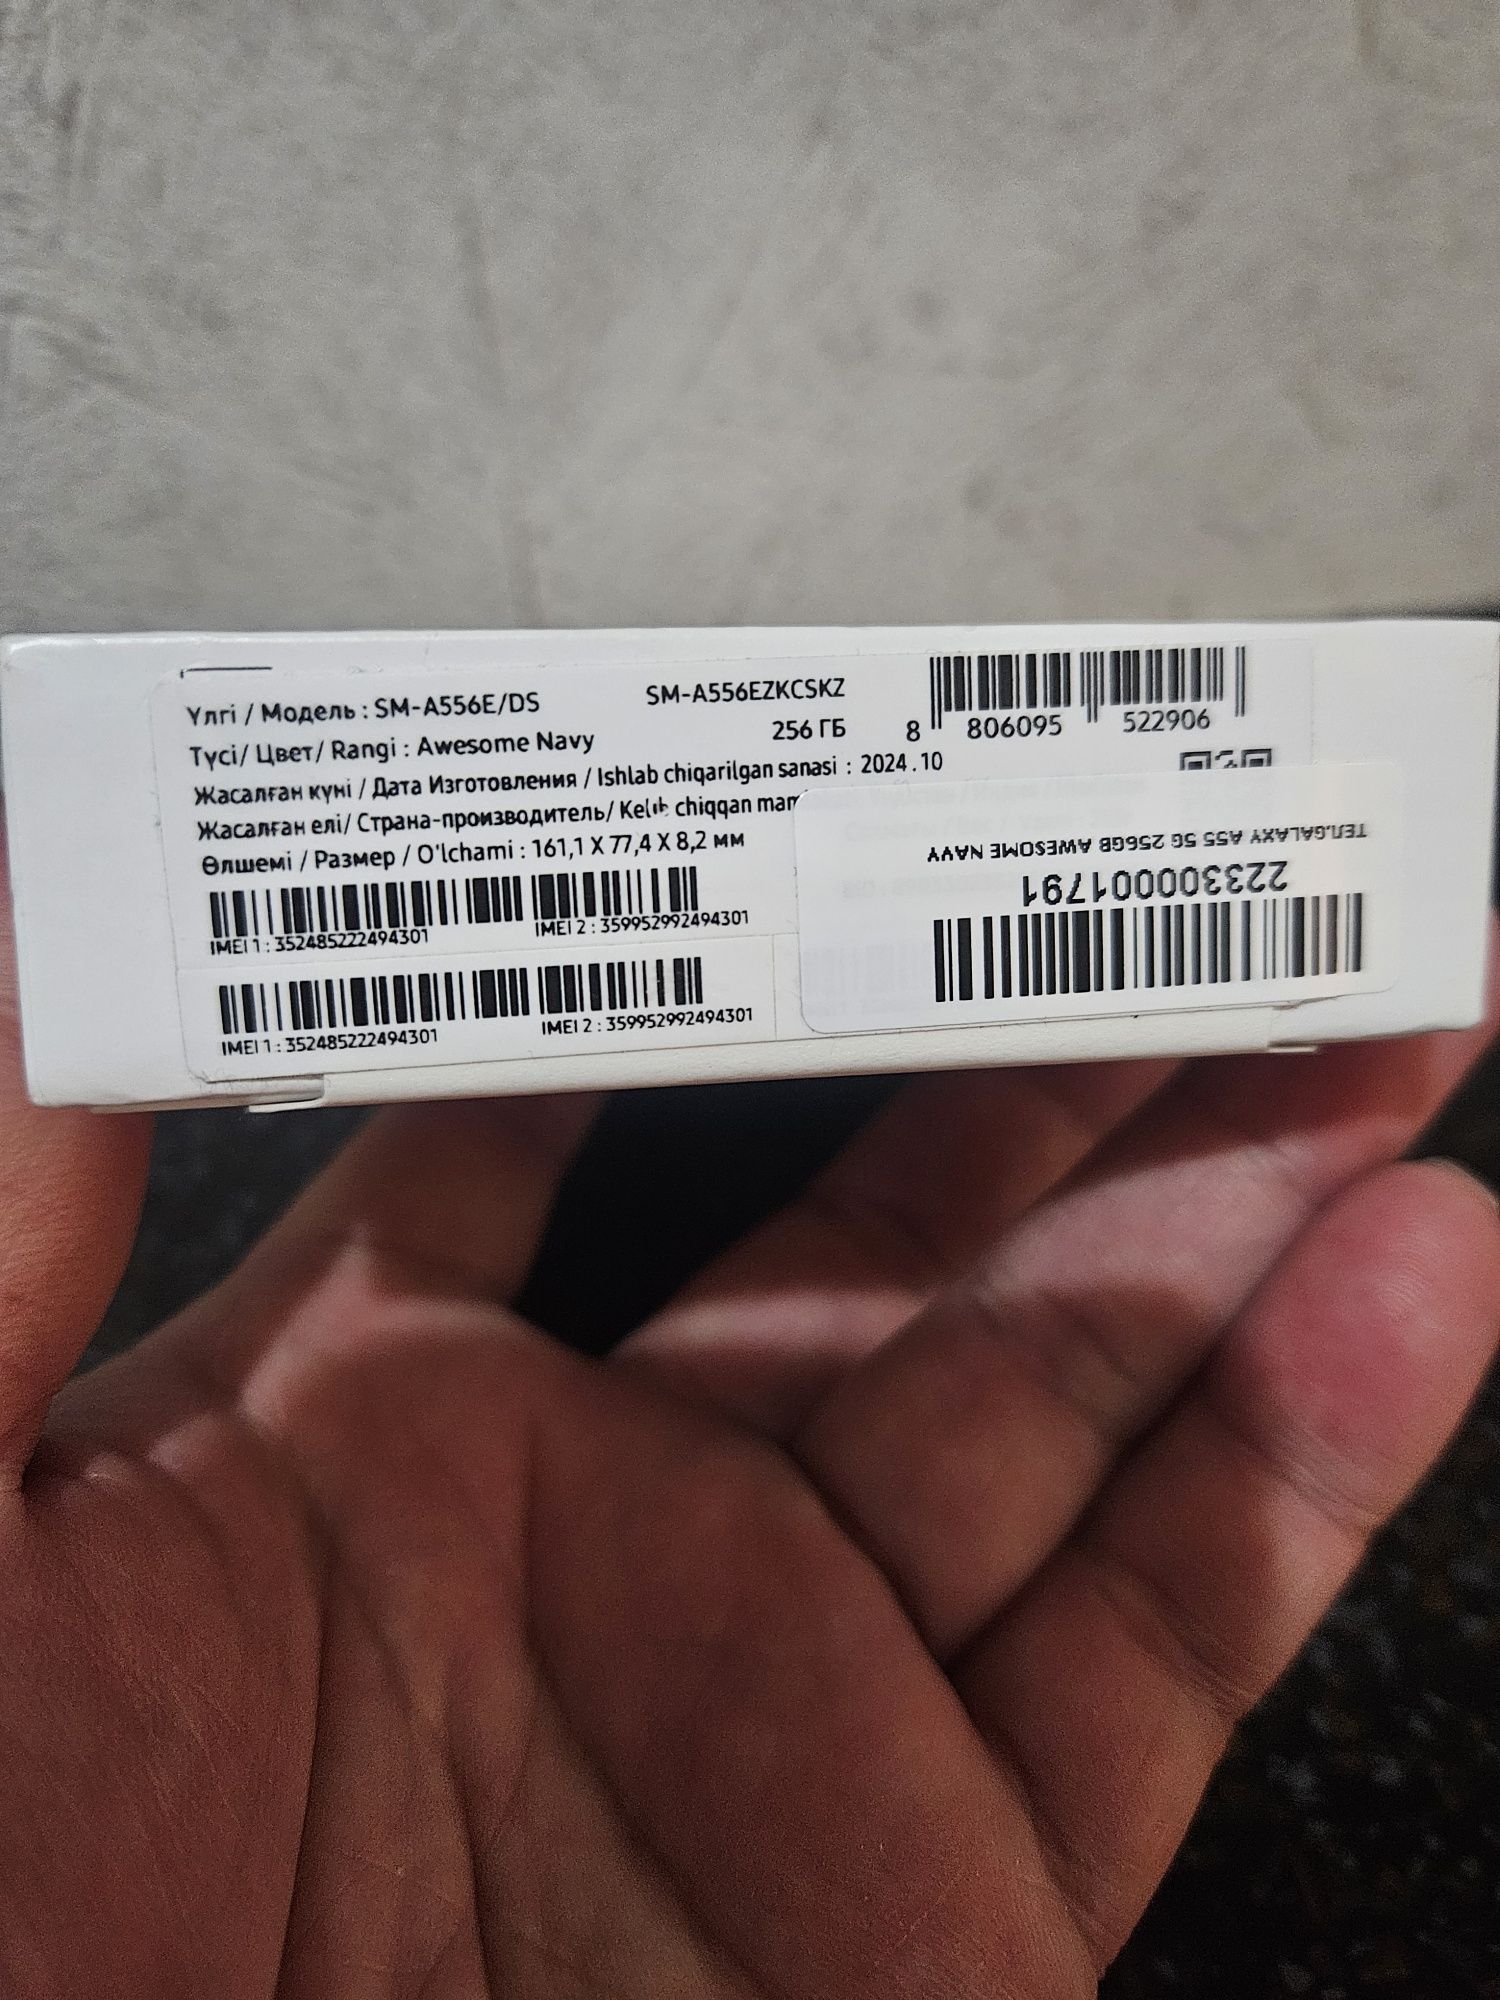 Үлгі / Модель : SM-A556E/DS SM-A556EZKCSKZ
Түсі/ Цвет/ Rangi : Awesome Navy 256 ГБ
8 806095 522906
Жасалған күні / Дата Изготовления / Ishlab chiqarilgan sanasi : 2024.10
Жасалған елі/ Страна-производитель/ chiqqan
Өлшемі / Размер / O'lchami : 161,1 X 77,4 X 8,2 мм
IMEI 1 : 352485222494301 IMEI 2 : 359952992494301
IMEI 1 : 352485222494301 IMEI 2 : 359952992494301
22330001791
ТЕЛ.GALAXY A55 5G 256GB AWESOME NAVY